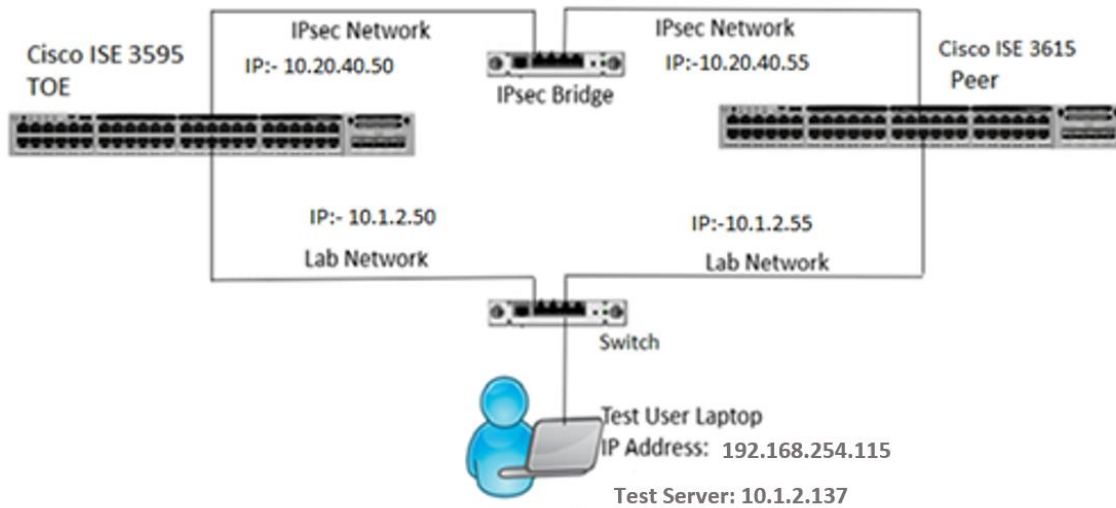 IPsec Network
IPsec Network
Cisco ISE 3595
TOE
IP:- 10.20.40.50
IP:-10.20.40.55
Cisco ISE 3615
Peer
IPsec Bridge
IP:- 10.1.2.50
IP:-10.1.2.55
Lab Network
Lab Network
Switch
Test User Laptop
IP Address: 192.168.254.115
Test Server: 10.1.2.137